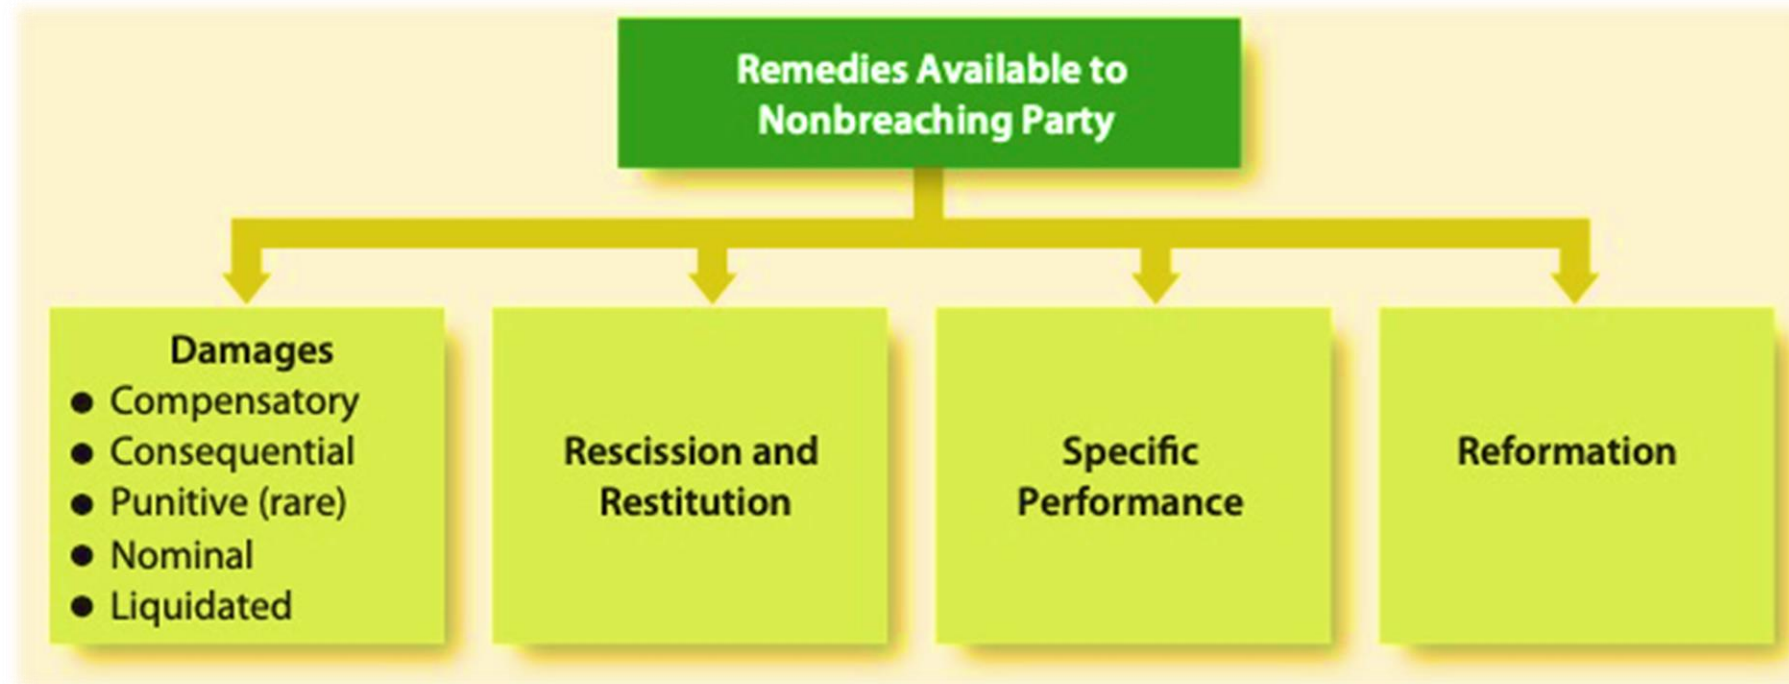 Remedies Available to
Nonbreaching Party
Damages
● Compensatory
● Consequential
● Punitive (rare)
● Nominal
● Liquidated
Rescission and
Restitution
Specific
Performance
Reformation